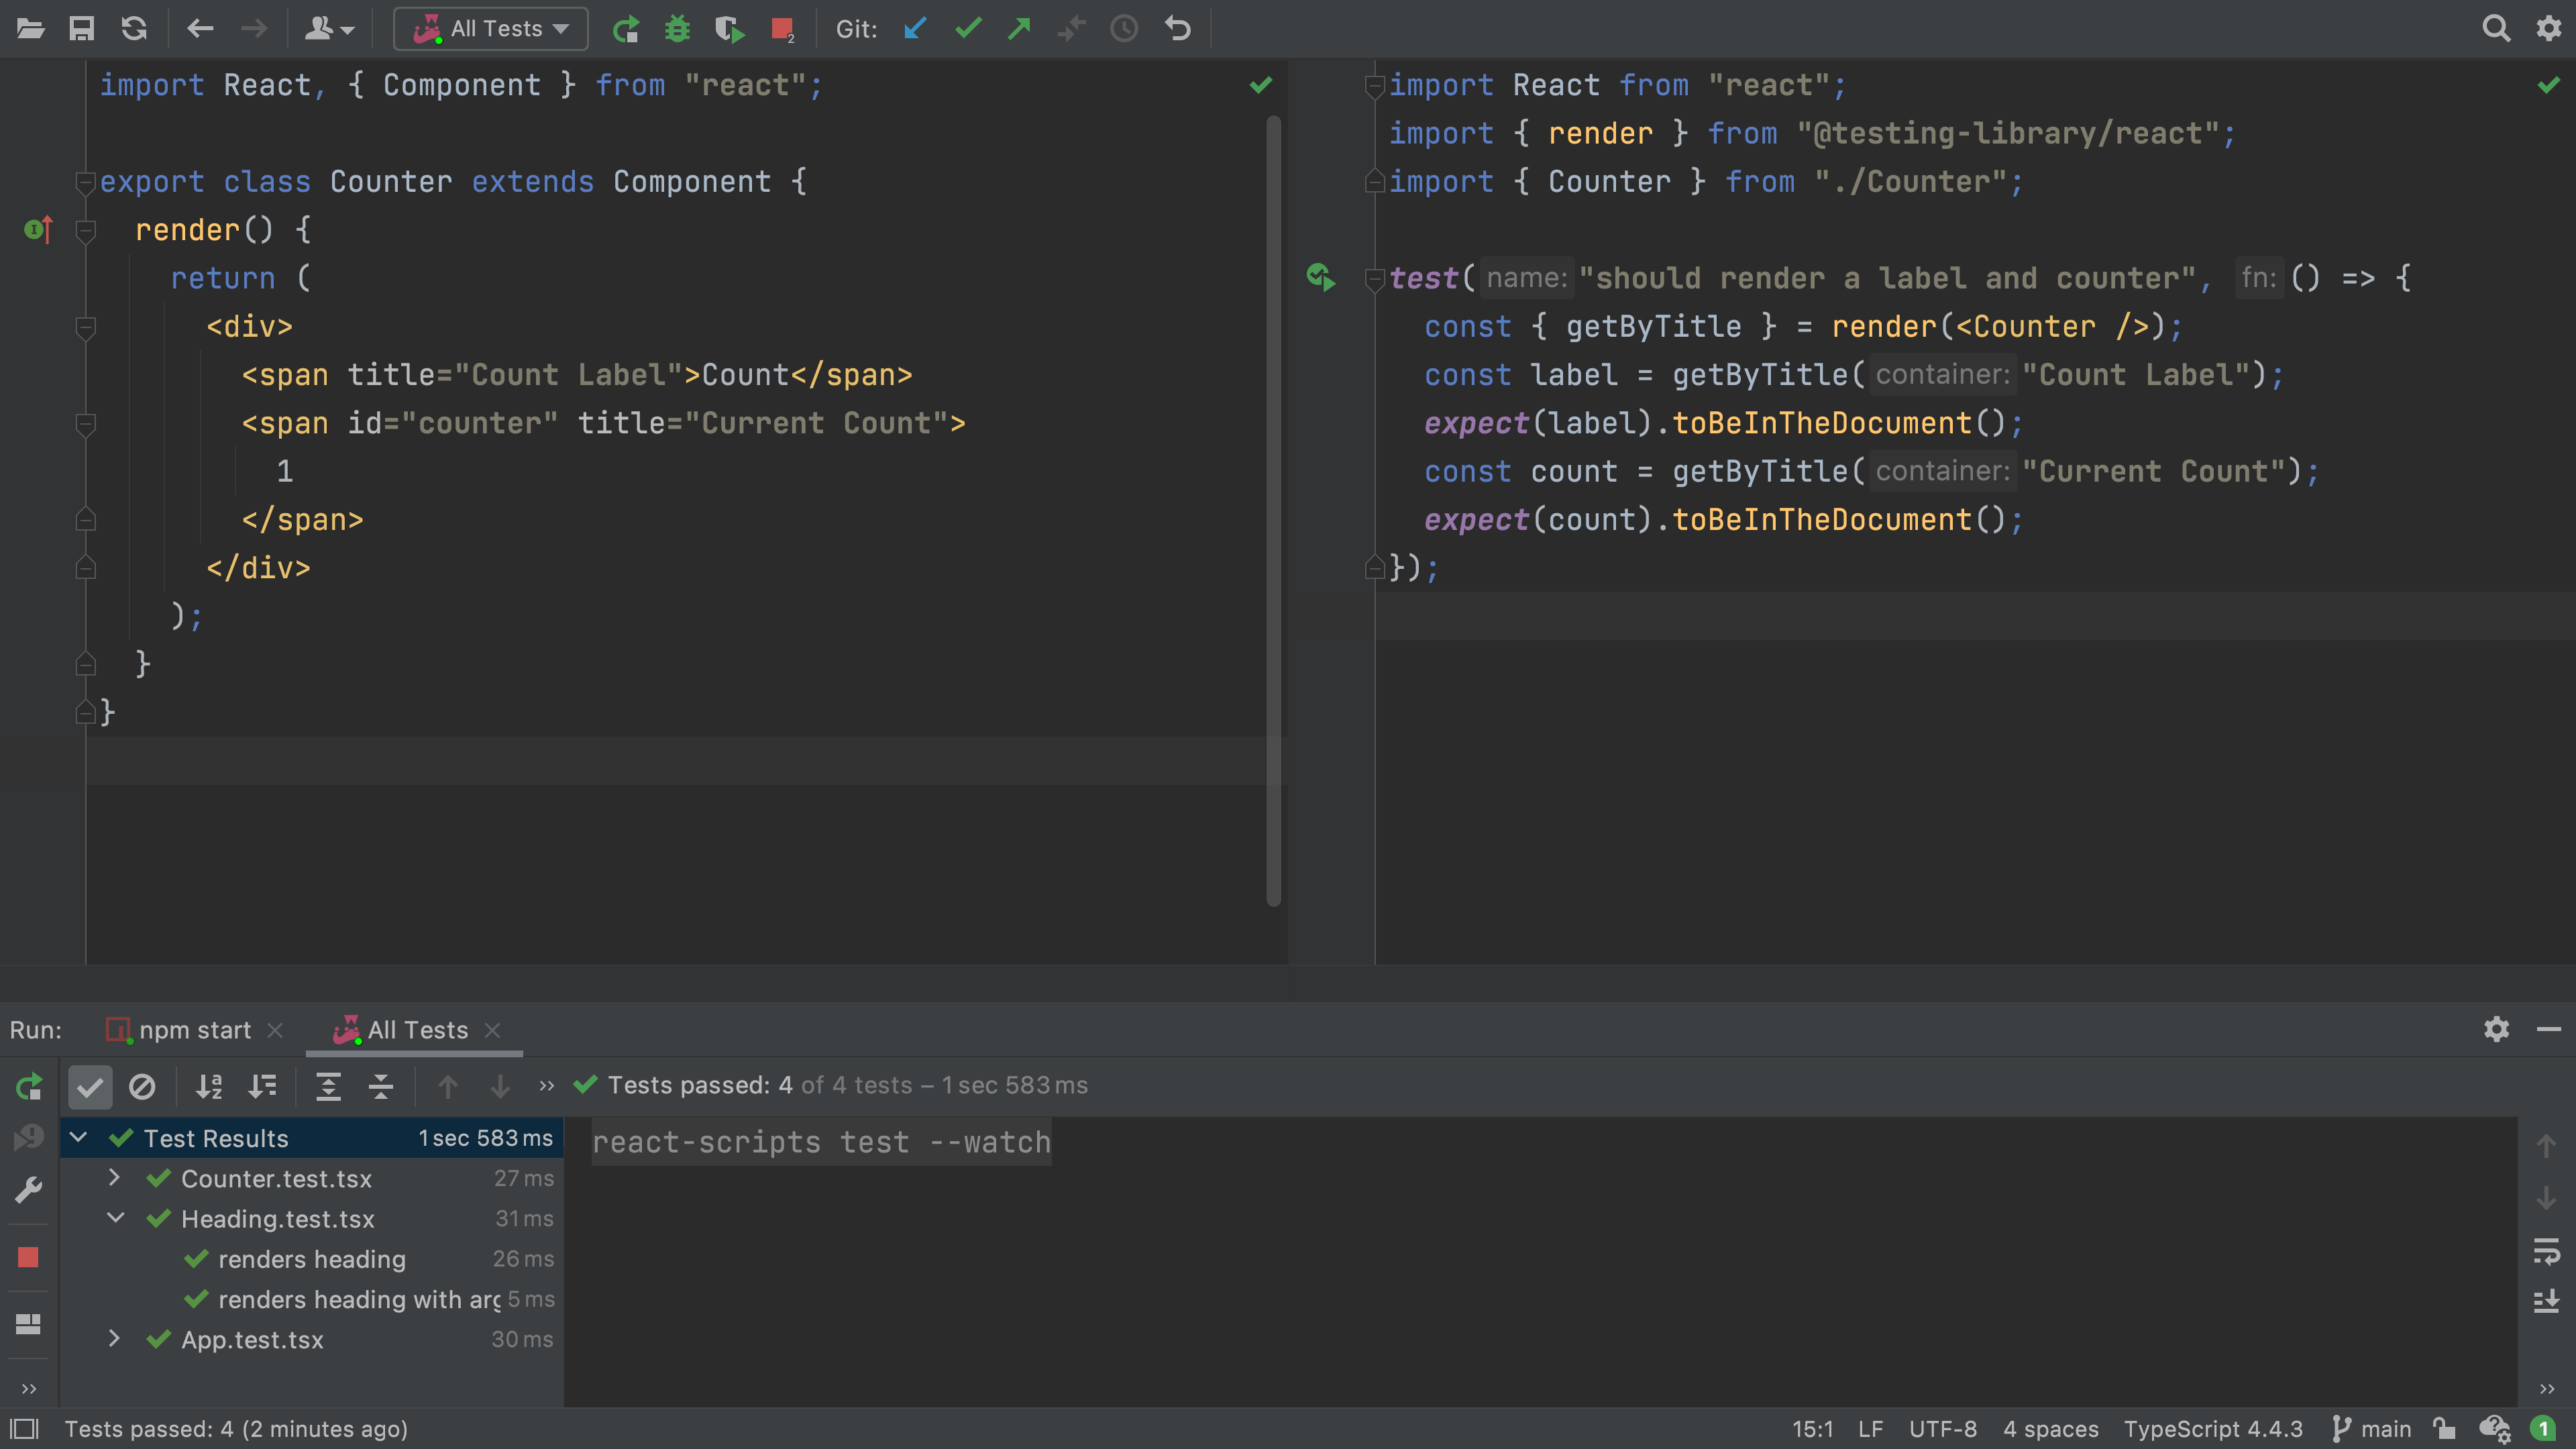 All Tests
2
Git:
import React, { Component } from "react";
export class Counter extends Component {
I
render() {
return (
<div>
<span title="Count Label">Count</span>
<span id="counter" title="Current Count">
1
</span>
</div>
);
}
}
import React from "react";
import { render } from "@testing-library/react";
import { Counter } from "./Counter";
test( name: "should render a label and counter", fn: () => {
const { getByTitle } = render(<Counter />);
const label = getByTitle( container: "Count Label");
expect(label).toBeInTheDocument();
const count = getByTitle( container: "Current Count");
expect(count).toBeInTheDocument();
});
Run: npm start All Tests
Tests passed: 4 of 4 tests – 1 sec 583 ms
Test Results 1 sec 583 ms
Counter.test.tsx 27 ms
Heading.test.tsx 31 ms
renders heading 26 ms
renders heading with arg 5 ms
App.test.tsx 30 ms
react-scripts test --watch
Tests passed: 4 (2 minutes ago)
15:1 LF UTF-8 4 spaces TypeScript 4.4.3 main 1